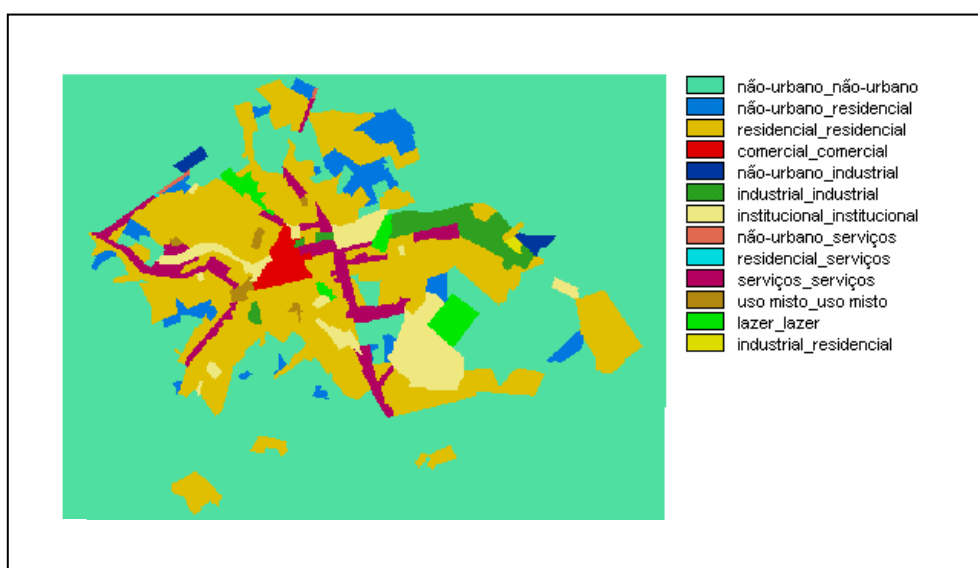 não-urbano_não-urbano
não-urbano_residencial
residencial_residencial
comercial_comercial
não-urbano_industrial
industrial_industrial
institucional_institucional
não-urbano_serviços
residencial_serviços
serviços_serviços
uso misto_uso misto
lazer_lazer
industrial_residencial